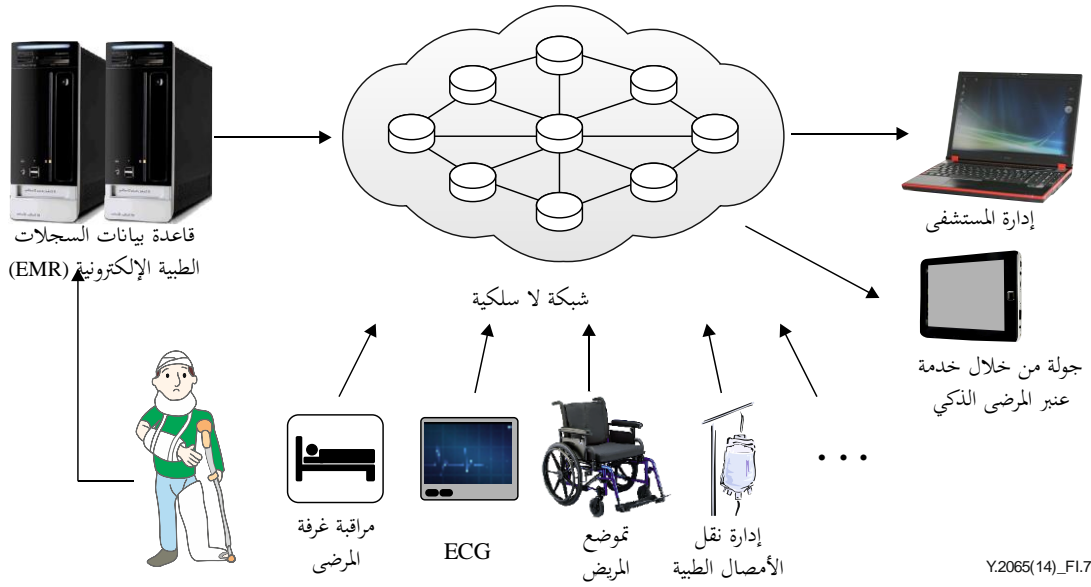 قاعدة بيانات السجلات
الطبية الإلكترونية (EMR)
شبكة لا سلكية
إدارة المستشفى
جولة من خلال خدمة
عنبر المرضى الذكي
مراقبة غرفة
المرضى
ECG
تموضع
المريض
إدارة نقل
الأمصال الطبية
...
Y.2065(14)_FI.7